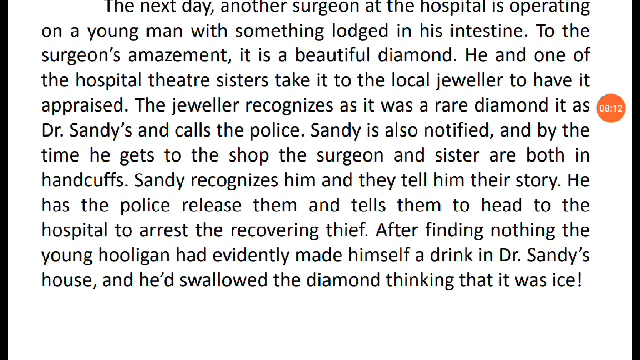 The next day, another surgeon at the hospital is operating
on a young man with something lodged in his intestine. To the
surgeon's amazement, it is a beautiful diamond. He and one of
the hospital theatre sisters take it to the local jeweller to have it
appraised. The jeweller recognizes as it was a rare diamond it as
Dr. Sandy's and calls the police. Sandy is also notified, and by the
time he gets to the shop the surgeon and sister are both in
handcuffs. Sandy recognizes him and they tell him their story. He
has the police release them and tells them to head to the
hospital to arrest the recovering thief. After finding nothing the
young hooligan had evidently made himself a drink in Dr. Sandy's
house, and he'd swallowed the diamond thinking that it was ice!
08:12